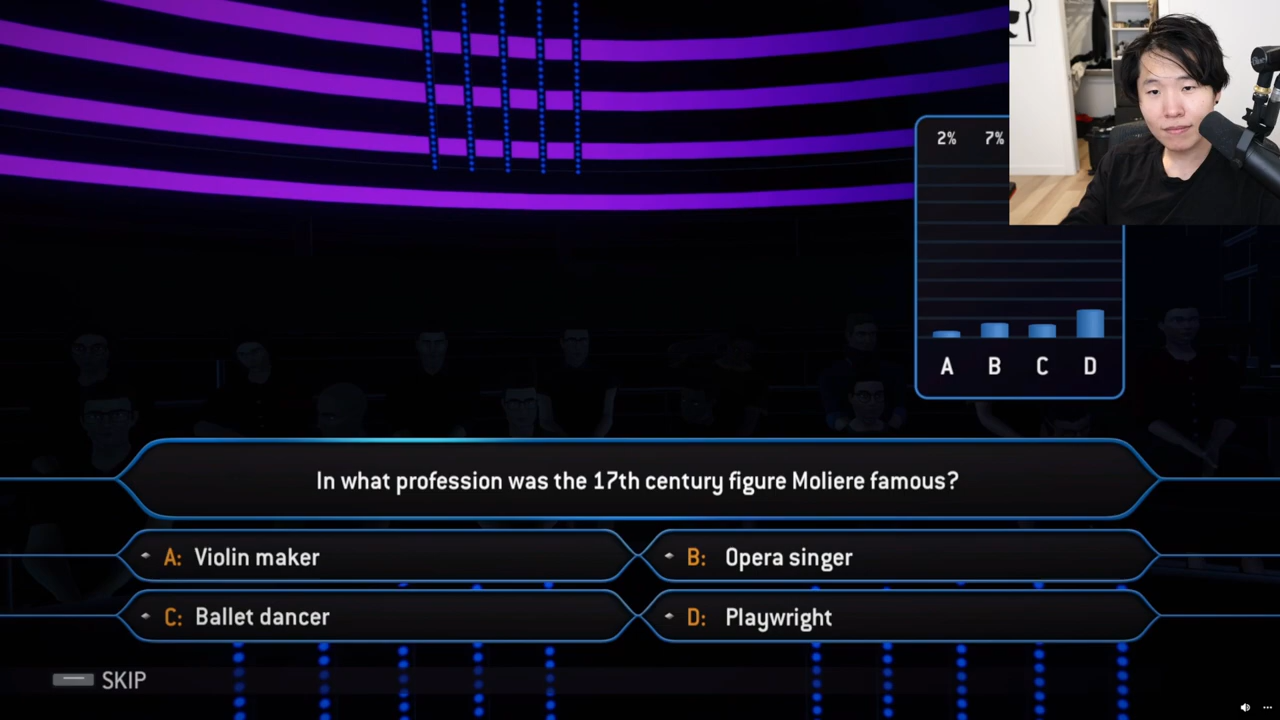 2% 7%
A B C D
In what profession was the 17th century figure Moliere famous?
A: Violin maker
B: Opera singer
C: Ballet dancer
D: Playwright
SKIP